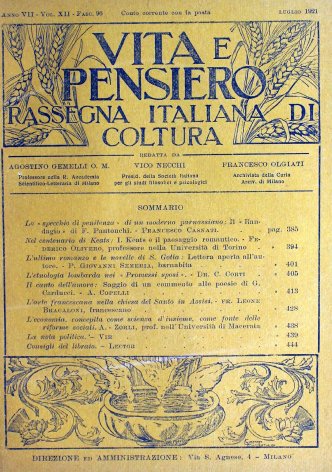 ANNO VII - VOL. XII - FASC. 96 Conto corrente con la posta LUGLIO 1921
VITA E
PENSIERO
RASSEGNA ITALIANA DI
COLTURA
REDATTA DA
AGOSTINO GEMELLI O. M. VICO NECCHI FRANCESCO OLGIATI
Professore nella R. Accademia Presid. della Società Italiana Archivista della Curia
Scientifico-Letteraria di Milano per gli studi filosofici e psicologici Arciv. di Milano
SOMMARIO
Lo « specchio di penitenza » di un moderno parnassiano: Il « Ran-
dagio » di F. Pastonchi. - FRANCESCO CASNATI. pag. 385
Nel centenario di Keats: I. Keats e il paesaggio romantico. - FE-
DERICO OLIVERO, professore nella Università di Torino » 394
L'ultimo romanzo e le novelle di S. Gotta: Lettera aperta all'au-
tore. - P. GIOVANNI SEMERIA, barnabita » 401
L'etnologia lombarda nei « Promessi sposi ». - DR. C. CORTI » 405
Il canto dell'amore: Saggio di un commento alle poesie di G.
Carducci. - A. COPELLI » 413
L'arte francescana nella chiesa del Santo in Assisi. - FR. LEONE
BRACALONI, francescano » 428
L'economia, concepita come scienza d'insieme, come fonte delle
riforme sociali. A. ZORLI, prof. nell'Università di Macerata » 438
La nota politica. - VIR » 439
Consigli del libraio. - LECTOR » 444
DIREZIONE ED AMMINISTRAZIONE: Via S. Agnese, 4 - MILANO